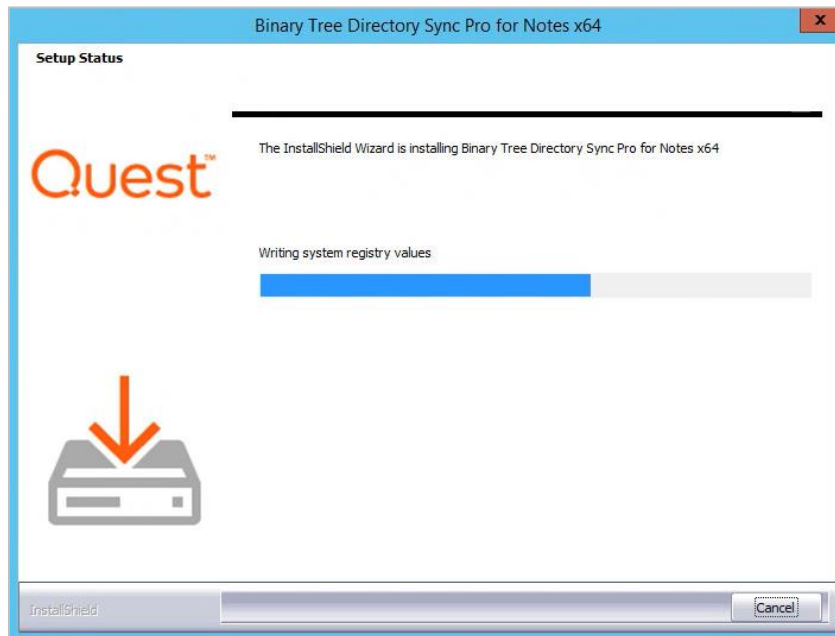 Binary Tree Directory Sync Pro for Notes x64
x
Setup Status
Quest™
The InstallShield Wizard is installing Binary Tree Directory Sync Pro for Notes x64
Writing system registry values
InstallShield
Cancel